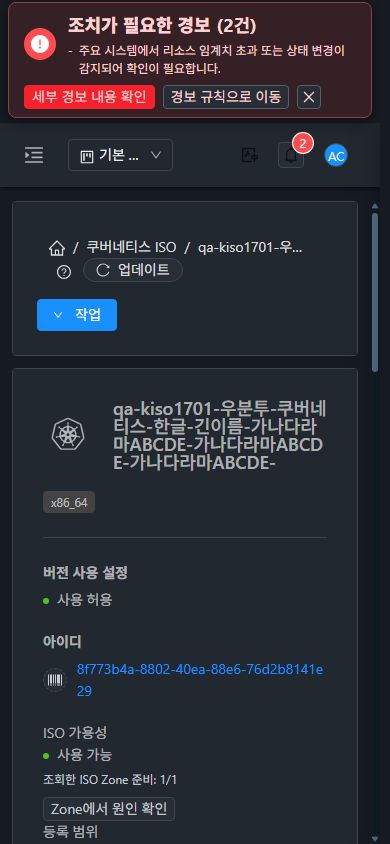 조치가 필요한 경보 (2건)
- 주요 시스템에서 리소스 임계치 초과 또는 상태 변경이
감지되어 확인이 필요합니다.
세부 경보 내용 확인
경보 규칙으로 이동
기본 ...
2
AC
/ 쿠버네티스 ISO / qa-kiso1701-우...
업데이트
작업
qa-kiso1701-우분투-쿠버네
티스-한글-긴이름-가나다라
마ABCDE-가나다라마ABCD
E-가나다라마ABCDE-
x86_64
버전 사용 설정
사용 허용
아이디
8f773b4a-8802-40ea-88e6-76d2b8141e
29
ISO 가용성
사용 가능
조회한 ISO Zone 준비: 1/1
Zone에서 원인 확인
등록 범위